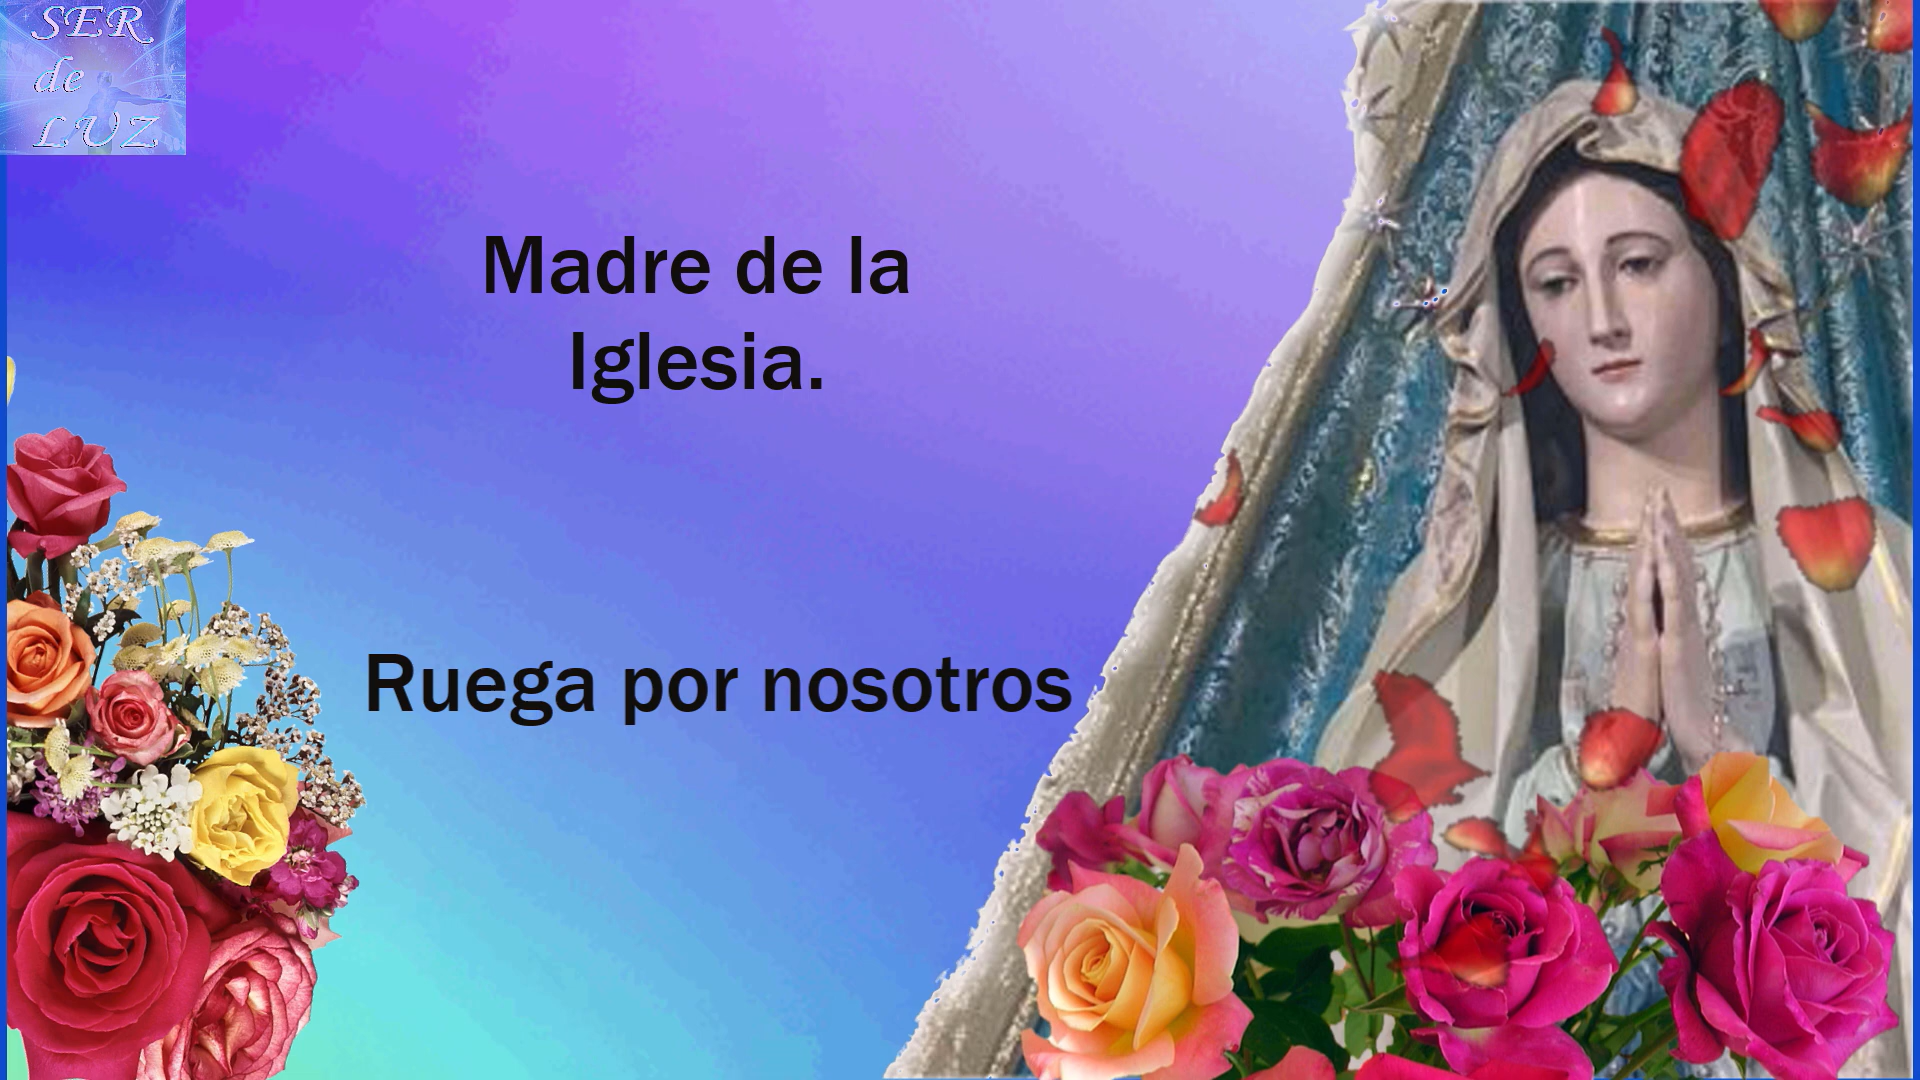 SER
de
LUZ
Madre de la
Iglesia.
Ruega por nosotros